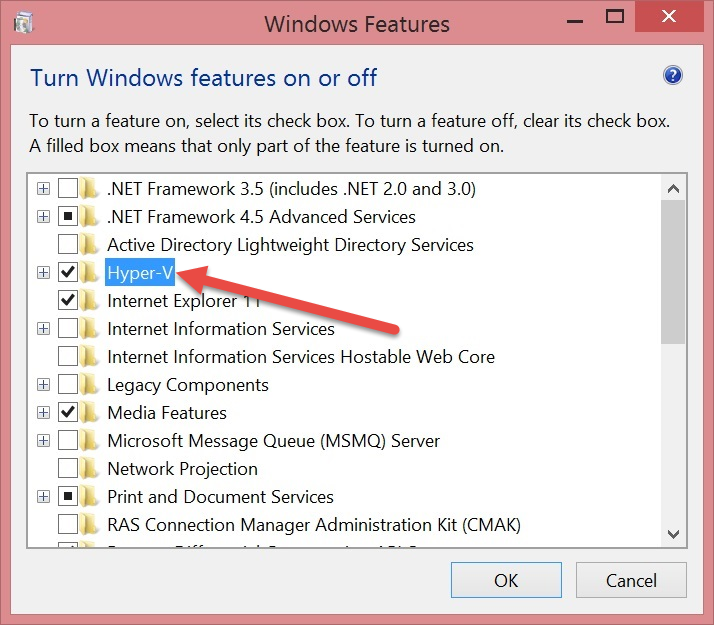 Windows Features
Turn Windows features on or off
To turn a feature on, select its check box. To turn a feature off, clear its check box.
A filled box means that only part of the feature is turned on.
.NET Framework 3.5 (includes .NET 2.0 and 3.0)
.NET Framework 4.5 Advanced Services
Active Directory Lightweight Directory Services
Hyper-V
Internet Explorer 11
Internet Information Services
Internet Information Services Hostable Web Core
Legacy Components
Media Features
Microsoft Message Queue (MSMQ) Server
Network Projection
Print and Document Services
RAS Connection Manager Administration Kit (CMAK)
OK
Cancel